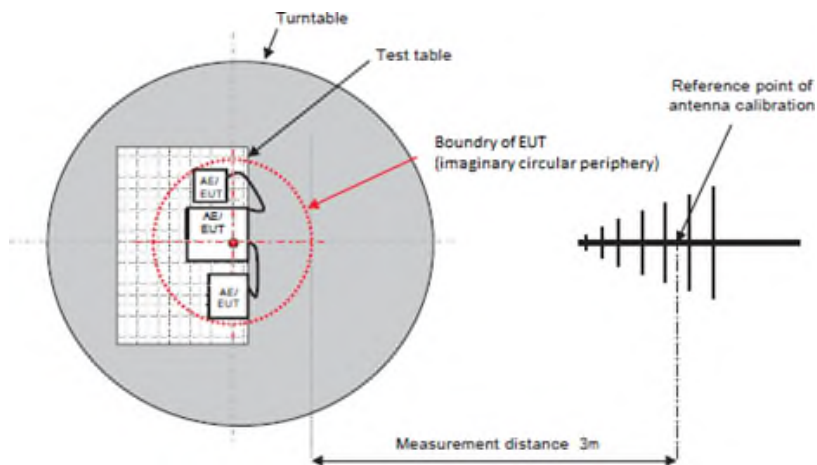 Turntable
Test table
Reference point of
antenna calibration
Boundry of EUT
(imaginary circular periphery)
AE/
EUT
AE/
EUT
AE/
EUT
Measurement distance 3m